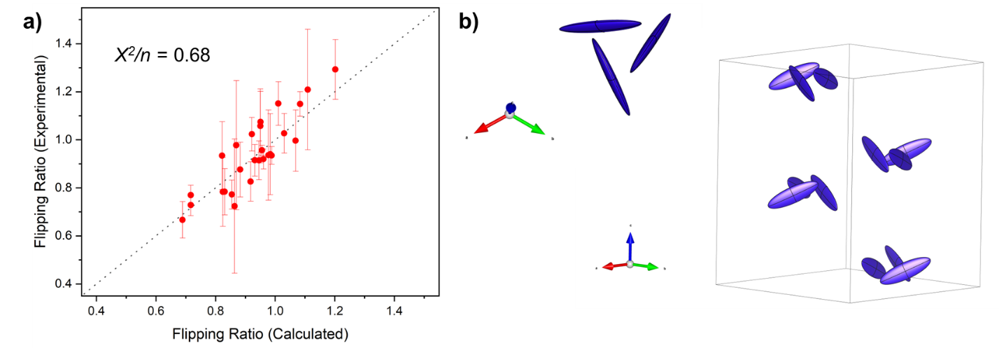 a)
X²/n = 0.68
Flipping Ratio (Experimental)
1.4
1.2
1.0
0.8
0.6
0.4
0.4 0.6 0.8 1.0 1.2 1.4
Flipping Ratio (Calculated)
b)